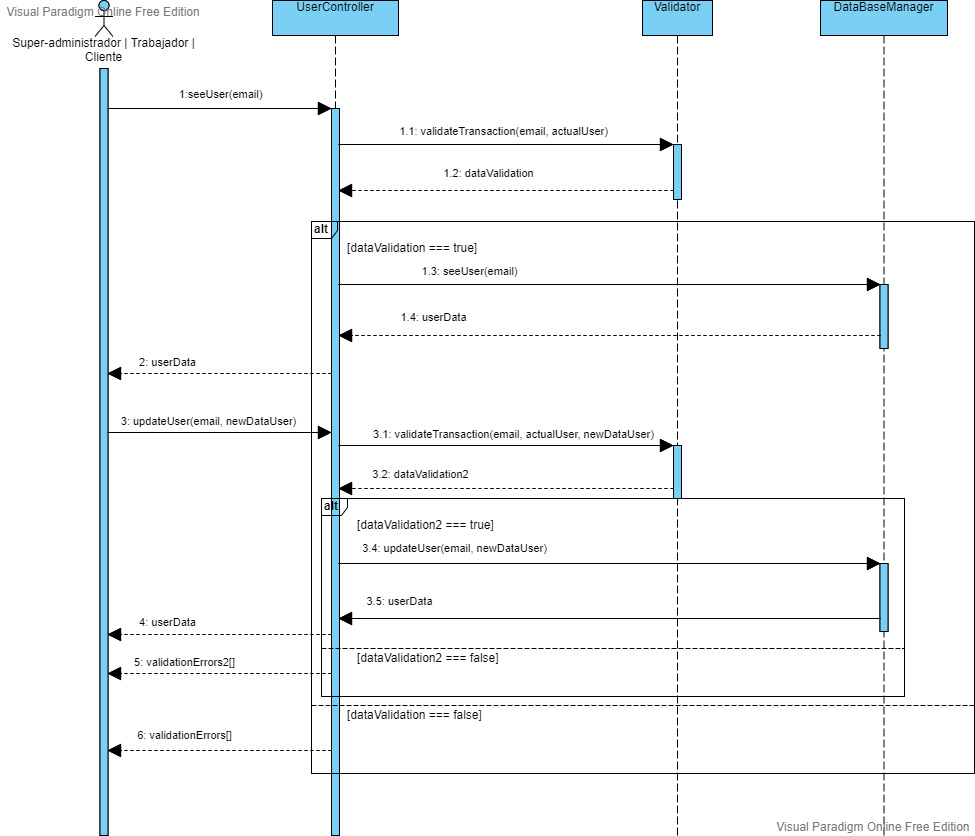 Visual Paradigm Online Free Edition
UserController
Validator
DataBaseManager
Super-administrador | Trabajador |
Cliente
1:seeUser(email)
1.1: validateTransaction(email, actualUser)
1.2: dataValidation
alt
[dataValidation === true]
1.3: seeUser(email)
1.4: userData
2: userData
3: updateUser(email, newDataUser)
3.1: validateTransaction(email, actualUser, newDataUser)
3.2: dataValidation2
alt
[dataValidation2 === true]
3.4: updateUser(email, newDataUser)
3.5: userData
4: userData
[dataValidation2 === false]
5: validationErrors2[]
[dataValidation === false]
6: validationErrors[]
Visual Paradigm Online Free Edition